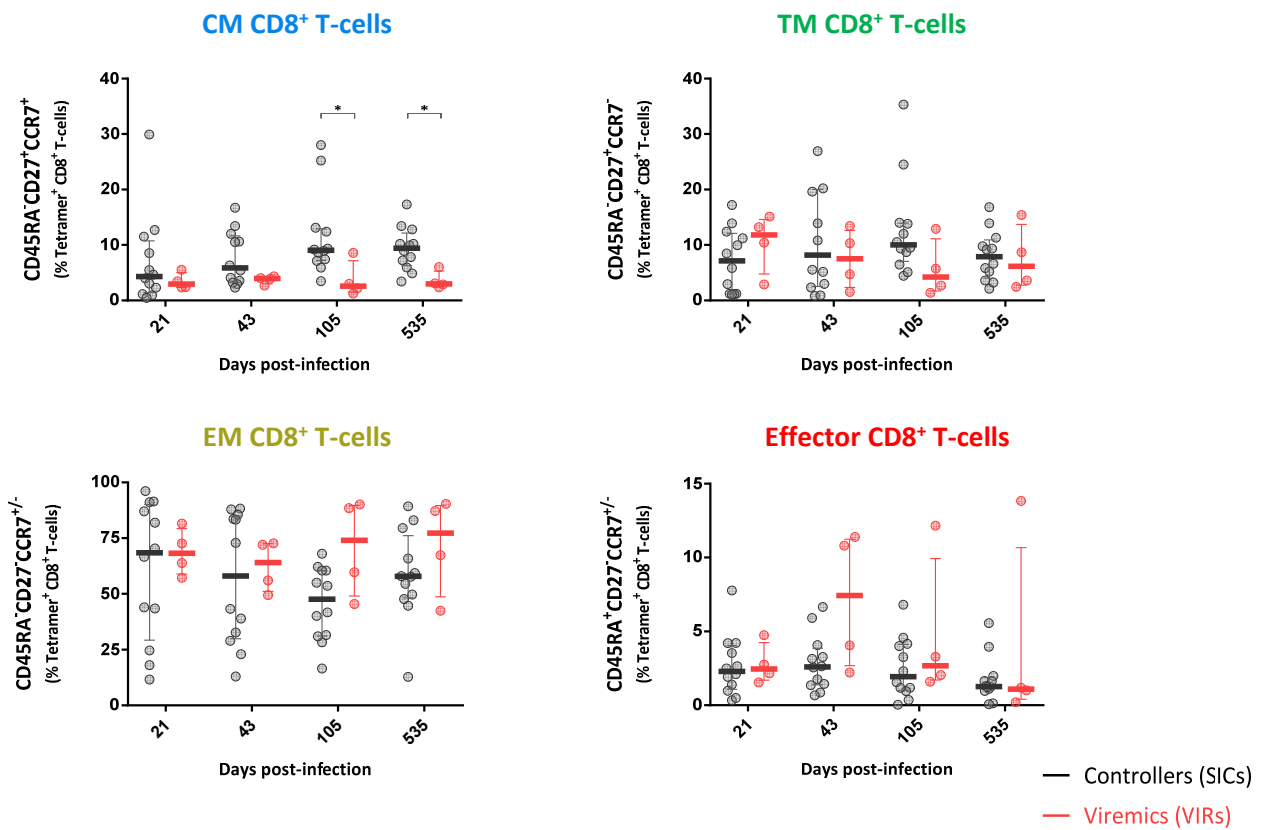 CM CD8⁺ T-cells
CD45RA⁻CD27⁺CCR7⁺
(% Tetramer⁺ CD8⁺ T-cells)
40
30
20
10
0
*
*
21
43
105
535
Days post-infection
TM CD8⁺ T-cells
CD45RA⁻CD27⁺CCR7⁻
(% Tetramer⁺ CD8⁺ T-cells)
40
30
20
10
0
21
43
105
535
Days post-infection
EM CD8⁺ T-cells
CD45RA⁻CD27⁻CCR7⁺/⁻
(% Tetramer⁺ CD8⁺ T-cells)
100
75
50
25
0
21
43
105
535
Days post-infection
Effector CD8⁺ T-cells
CD45RA⁺CD27⁻CCR7⁺/⁻
(% Tetramer⁺ CD8⁺ T-cells)
15
10
5
0
21
43
105
535
Days post-infection
Controllers (SICs)
Viremics (VIRs)